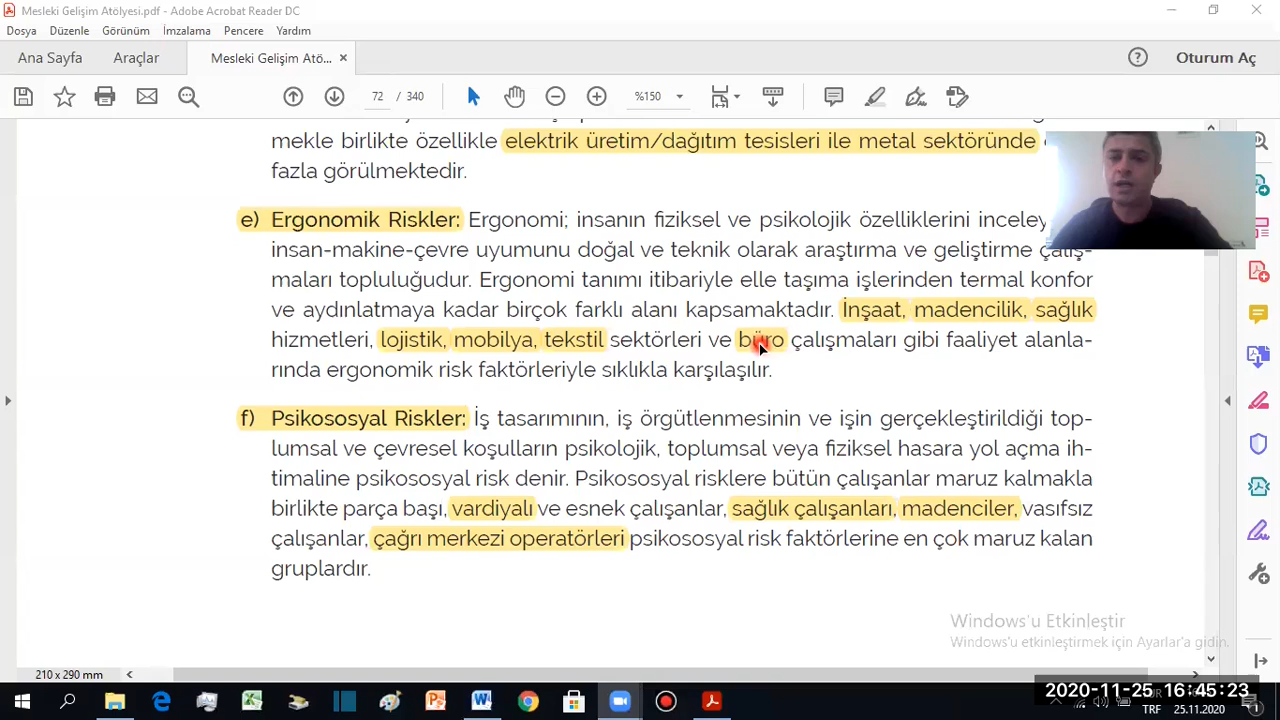 Mesleki Gelişim Atölyesi.pdf - Adobe Acrobat Reader DC
Dosya Düzenle Görünüm İmzalama Pencere Yardım
Ana Sayfa Araçlar Mesleki Gelişim Atö... × Oturum Aç
72 / 340 %150
mekle birlikte özellikle elektrik üretim/dağıtım tesisleri ile metal sektöründe
fazla görülmektedir.
e) Ergonomik Riskler: Ergonomi; insanın fiziksel ve psikolojik özelliklerini inceley
insan-makine-çevre uyumunu doğal ve teknik olarak araştırma ve geliştirme çalış-
maları topluluğudur. Ergonomi tanımı itibariyle elle taşıma işlerinden termal konfor
ve aydınlatmaya kadar birçok farklı alanı kapsamaktadır. İnşaat, madencilik, sağlık
hizmetleri, lojistik, mobilya, tekstil sektörleri ve büro çalışmaları gibi faaliyet alanla-
rında ergonomik risk faktörleriyle sıklıkla karşılaşılır.
f) Psikososyal Riskler: İş tasarımının, iş örgütlenmesinin ve işin gerçekleştirildiği top-
lumsal ve çevresel koşulların psikolojik, toplumsal veya fiziksel hasara yol açma ih-
timaline psikososyal risk denir. Psikososyal risklere bütün çalışanlar maruz kalmakla
birlikte parça başı, vardiyalı ve esnek çalışanlar, sağlık çalışanları, madenciler, vasıfsız
çalışanlar, çağrı merkezi operatörleri psikososyal risk faktörlerine en çok maruz kalan
gruplardır.
Windows'u Etkinleştir
Windows'u etkinleştirmek için Ayarlar'a gidin.
210 x 290 mm
2020-11-25 16:45:23
TRF 25.11.2020